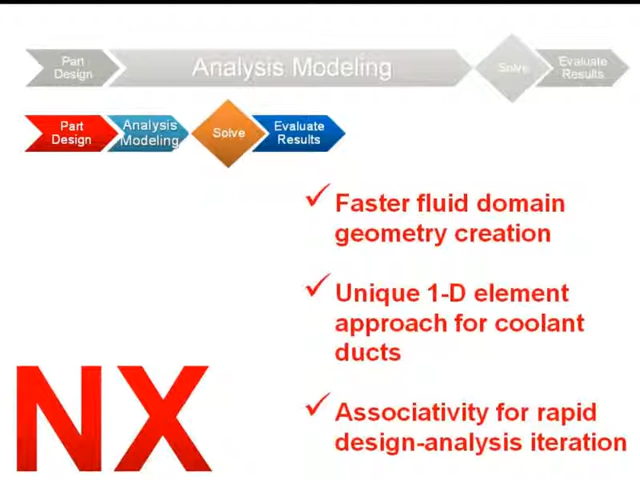 Part
Design
Analysis Modeling
Solve
Evaluate
Results
Part
Design
Analysis
Modeling
Solve
Evaluate
Results
Faster fluid domain
geometry creation
Unique 1-D element
approach for coolant
ducts
Associativity for rapid
design-analysis iteration
NX